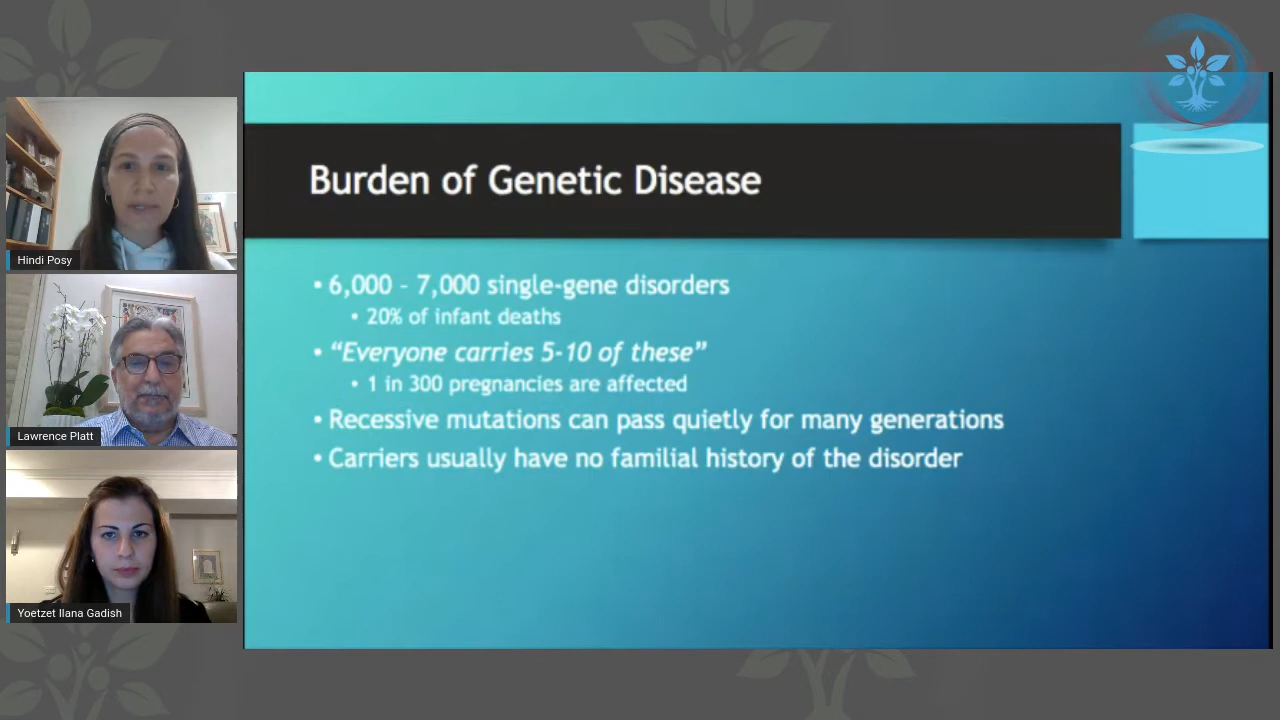 Burden of Genetic Disease
• 6,000 - 7,000 single-gene disorders
• 20% of infant deaths
• “Everyone carries 5-10 of these”
• 1 in 300 pregnancies are affected
• Recessive mutations can pass quietly for many generations
• Carriers usually have no familial history of the disorder
Hindi Posy
Lawrence Platt
Yoetzet Ilana Gadish